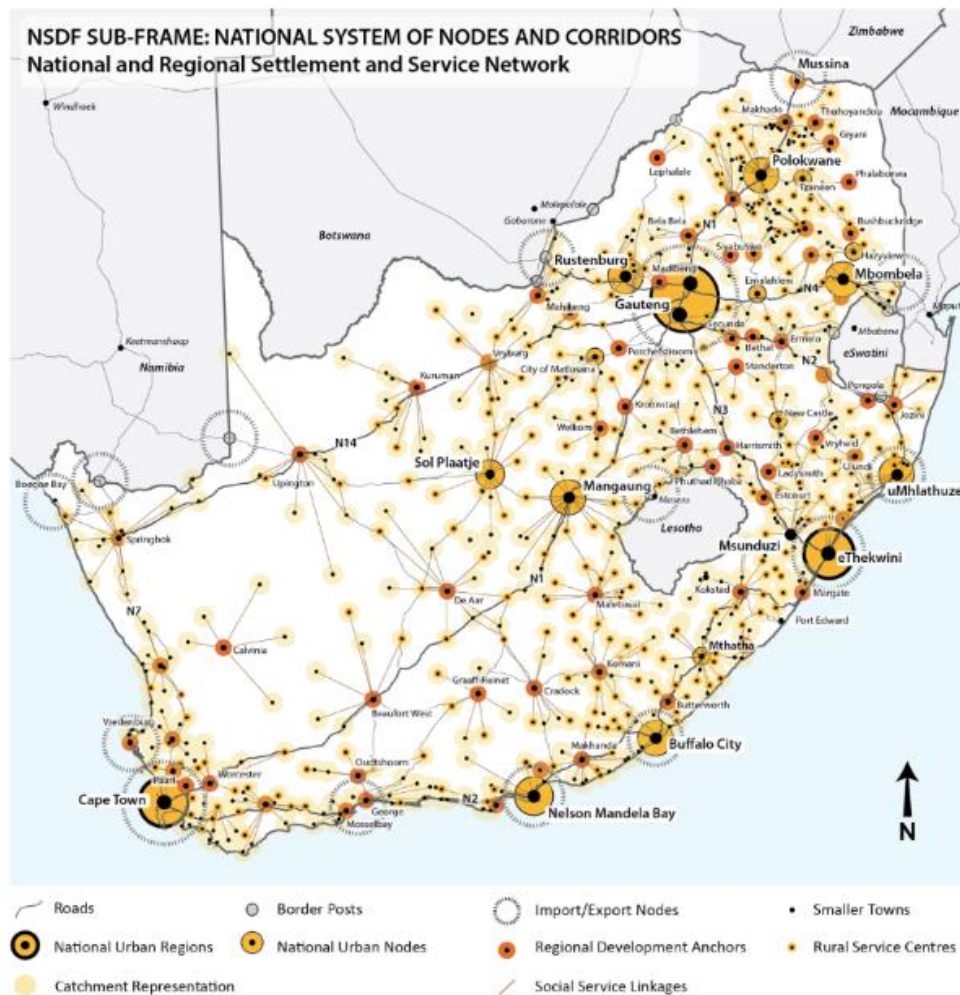 NSDF SUB-FRAME: NATIONAL SYSTEM OF NODES AND CORRIDORS
National and Regional Settlement and Service Network
Zimbabwe
Mussina
Windhoek
Mocambique
Makhado
Thohoyandou
Giyani
Polokwane
Lephalale
Tzaneen
Phalaborwa
Molepolole
Gaborone
Bela Bela
N1
Bushbuckridge
Botswana
Siyabuswa
Hazyview
Rustenburg
Madibeng
Mbombela
Emalahleni
N4
Mahikeng
Gauteng
Maputo
Keetmanshoop
Secunda
Mbabane
Ermelo
Bethal
Vryburg
Potchefstroom
eSwatini
Namibia
City of Matlosana
Standerton
N2
Kuruman
Pongola
Kroonstad
N3
New Castle
Jozini
Welkom
Bethlehem
Harrismith
Vryheid
N14
Sol Plaatje
Ladysmith
Ulundi
Upington
Mangaung
Phuthaditjhaba
Boegoe Bay
Maseru
Estcourt
uMhlathuze
Lesotho
Springbok
Msunduzi
eThekwini
N1
De Aar
Kokstad
Margate
N7
Port Edward
Calvinia
Mthatha
Komani
Graaff-Reinet
Cradock
Beaufort West
Butterworth
Vredenburg
Makhanda
Buffalo City
Oudtshoorn
Paarl
Worcester
Cape Town
N2
George
Nelson Mandela Bay
Mosselbay
N
Roads
Border Posts
Import/Export Nodes
Smaller Towns
National Urban Regions
National Urban Nodes
Regional Development Anchors
Rural Service Centres
Catchment Representation
Social Service Linkages